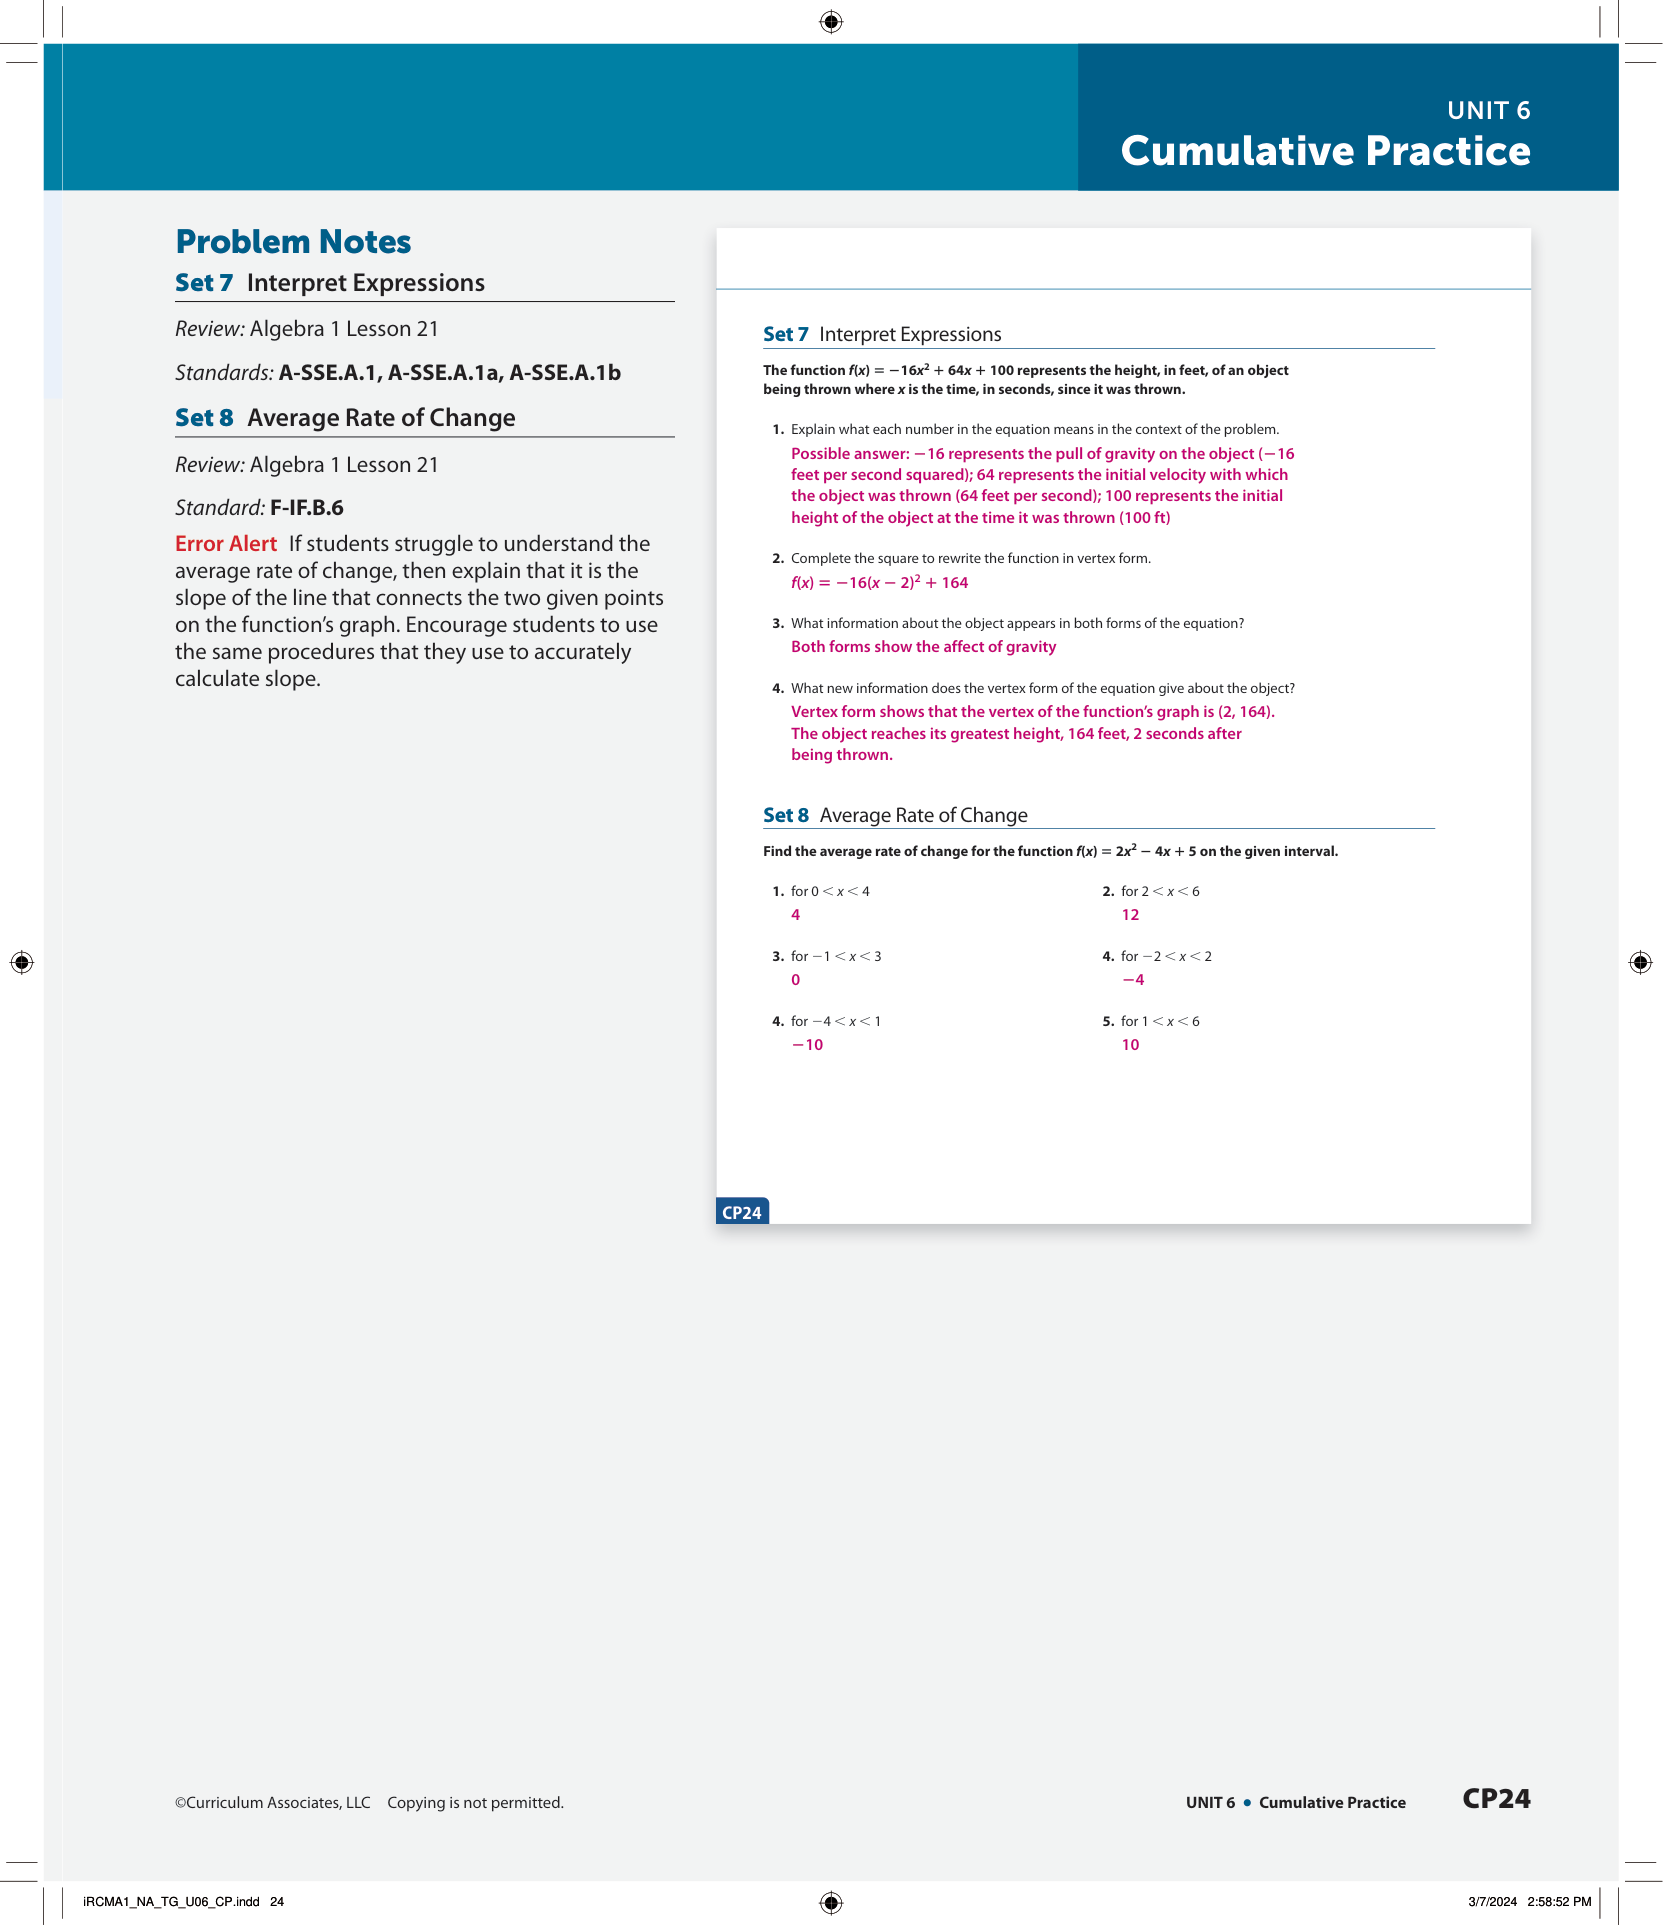 UNIT 6
Cumulative Practice
Problem Notes
Set 7 Interpret Expressions
Review: Algebra 1 Lesson 21
Standards: A-SSE.A.1, A-SSE.A.1a, A-SSE.A.1b
Set 8 Average Rate of Change
Review: Algebra 1 Lesson 21
Standard: F-IF.B.6
Error Alert If students struggle to understand the
average rate of change, then explain that it is the
slope of the line that connects the two given points
on the function’s graph. Encourage students to use
the same procedures that they use to accurately
calculate slope.
Set 7 Interpret Expressions
The function f(x) = −16x² + 64x + 100 represents the height, in feet, of an object
being thrown where x is the time, in seconds, since it was thrown.
1. Explain what each number in the equation means in the context of the problem.
Possible answer: −16 represents the pull of gravity on the object (−16
feet per second squared); 64 represents the initial velocity with which
the object was thrown (64 feet per second); 100 represents the initial
height of the object at the time it was thrown (100 ft)
2. Complete the square to rewrite the function in vertex form.
f(x) = −16(x − 2)² + 164
3. What information about the object appears in both forms of the equation?
Both forms show the affect of gravity
4. What new information does the vertex form of the equation give about the object?
Vertex form shows that the vertex of the function’s graph is (2, 164).
The object reaches its greatest height, 164 feet, 2 seconds after
being thrown.
Set 8 Average Rate of Change
Find the average rate of change for the function f(x) = 2x² − 4x + 5 on the given interval.
1. for 0 < x < 4 2. for 2 < x < 6
4 12
3. for −1 < x < 3 4. for −2 < x < 2
0 −4
4. for −4 < x < 1 5. for 1 < x < 6
−10 10
CP24
©Curriculum Associates, LLC Copying is not permitted.
UNIT 6 • Cumulative Practice CP24
iRCMA1_NA_TG_U06_CP.indd 24 3/7/2024 2:58:52 PM